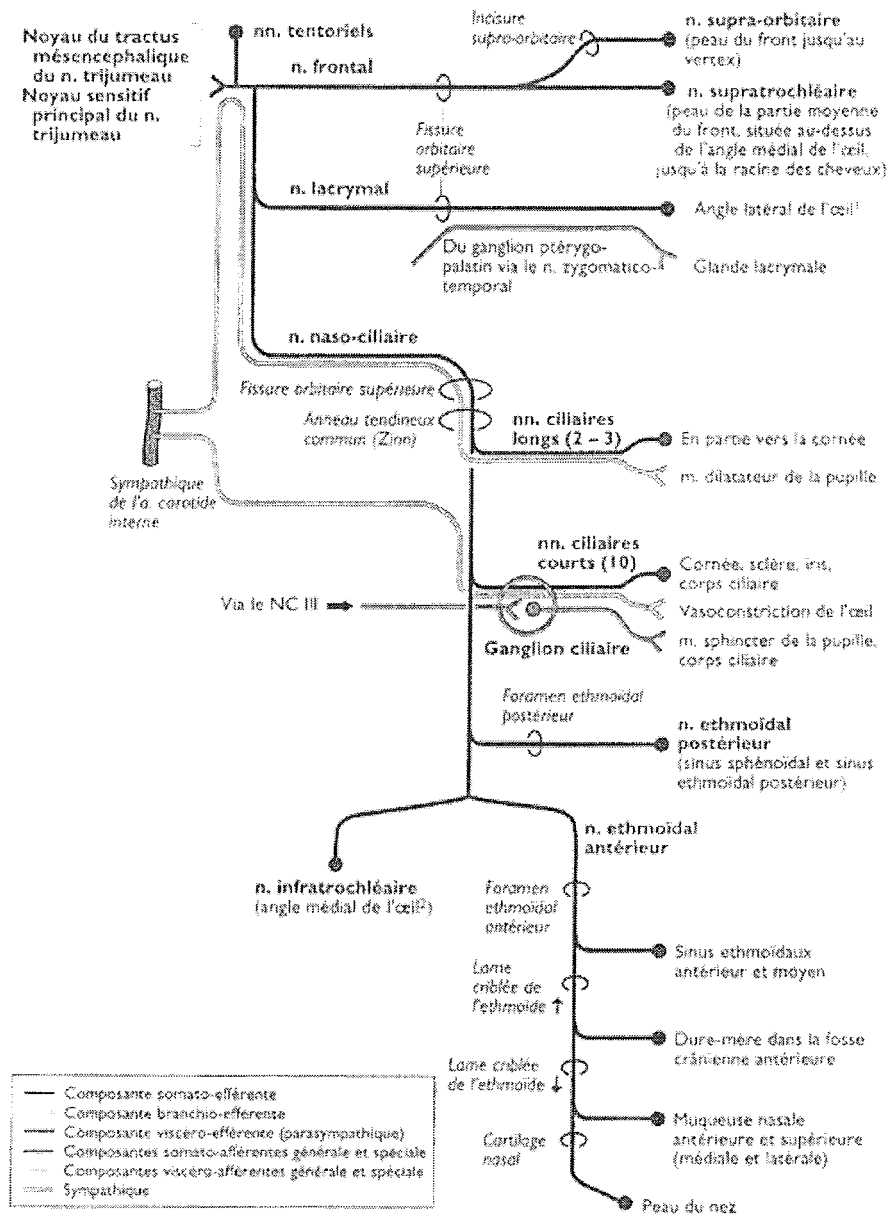 Noyau du tractus
mésencephalique
du n. trijumeau
Noyau sensitif
principal du n.
trijumeau
nn. tentoriels
n. frontal
Incisure
supra-orbitaire
n. supra-orbitaire
(peau du front jusqu'au
vertex)
n. supratrochléaire
(peau de la partie moyenne
du front, située au-dessus
de l'angle médial de l'œil,
jusqu'à la racine des cheveux)
Fissure
orbitaire
supérieure
n. lacrymal
Angle latéral de l'œil¹
Du ganglion ptérygo-
palatin via le n. zygomatico-
temporal
Glande lacrymale
n. naso-ciliaire
Fissure orbitaire supérieure
Anneau tendineux
commun (Zinn)
nn. ciliaires
longs (2 – 3)
En partie vers la cornée
m. dilatateur de la pupille
Sympathique
de l'a. carotide
interne
nn. ciliaires
courts (10)
Cornée, sclère, iris,
corps ciliaire
Via le NC III
Vasoconstriction de l'œil
Ganglion ciliaire
m. sphincter de la pupille,
corps ciliaire
Foramen ethmoïdal
postérieur
n. ethmoïdal
postérieur
(sinus sphénoïdal et sinus
ethmoïdal postérieur)
n. ethmoïdal
antérieur
n. infratrochléaire
(angle médial de l'œil²)
Foramen
ethmoïdal
antérieur
Sinus ethmoïdaux
antérieur et moyen
Lame
criblée de
l'ethmoïde ↑
Dure-mère dans la fosse
crânienne antérieure
Lame criblée
de l'ethmoïde ↓
Muqueuse nasale
antérieure et supérieure
(médiale et latérale)
Cartilage
nasal
Peau du nez
Composante somato-efférente
Composante branchio-efférente
Composante viscéro-efférente (parasympathique)
Composantes somato-afférentes générale et spéciale
Composantes viscéro-afférentes générale et spéciale
Sympathique